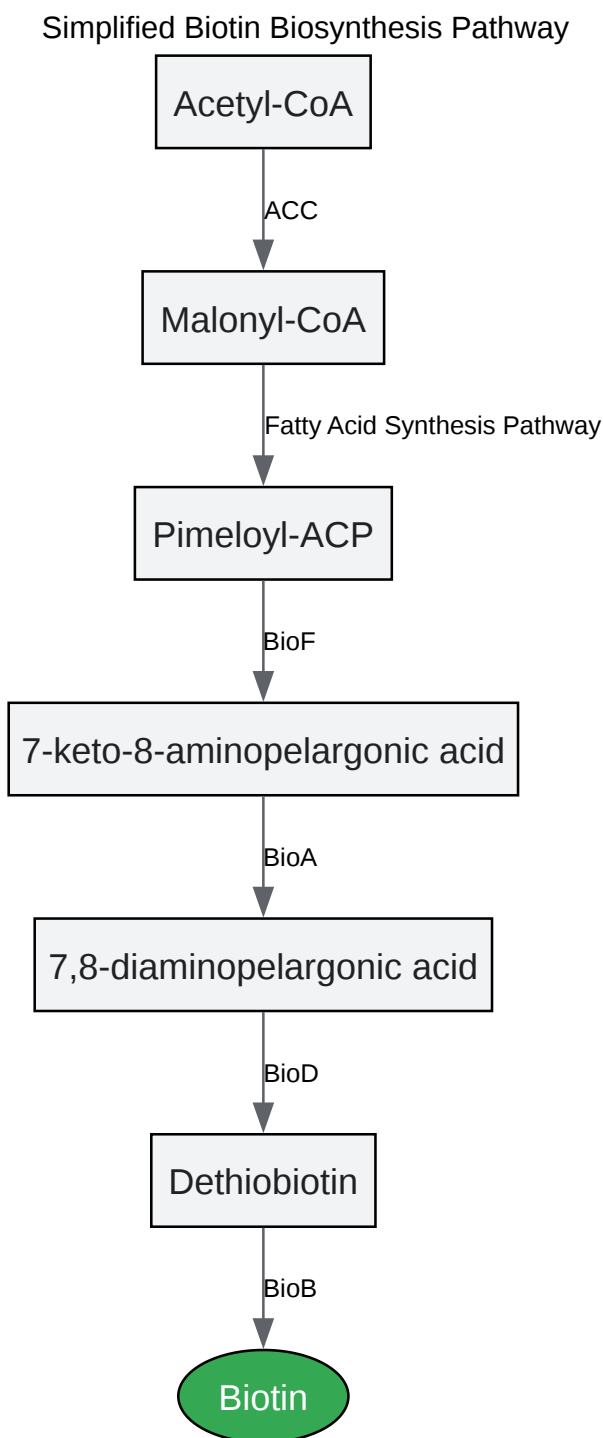 Simplified Biotin Biosynthesis Pathway
Acetyl-CoA
ACC
Malonyl-CoA
Fatty Acid Synthesis Pathway
Pimeloyl-ACP
BioF
7-keto-8-aminopelargonic acid
BioA
7,8-diaminopelargonic acid
BioD
Dethiobiotin
BioB
Biotin